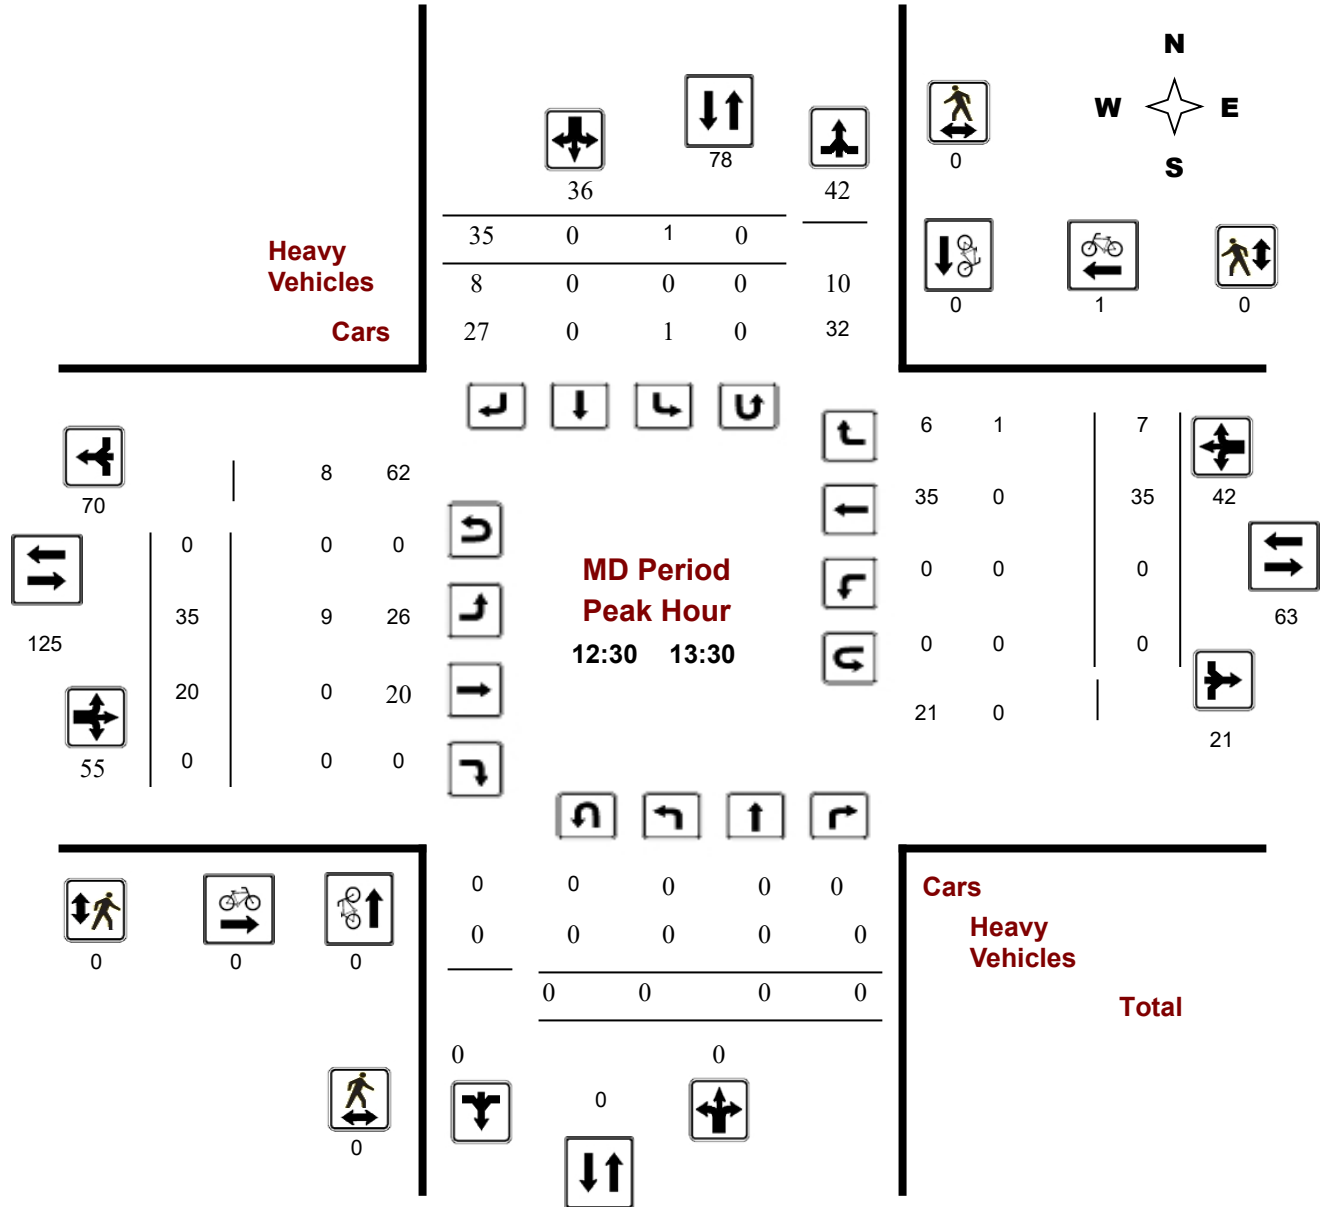 N
W E
S
78
0
36 42
35 0 1 0
Heavy
Vehicles
8 0 0 0 10
0 1 0
Cars
27 0 1 0 32
6 1 7
8 62
70
35 0 35 42
0 0 0
MD Period
0 0 0
35 9 26
Peak Hour
63
125
12:30 13:30
0 0 0
20 0 20
21 0
21
55 0 0 0
0 0 0 0 0
Cars
0 0 0 0 0
Heavy
Vehicles
0 0 0
0 0 0 0
Total
0 0
0
0